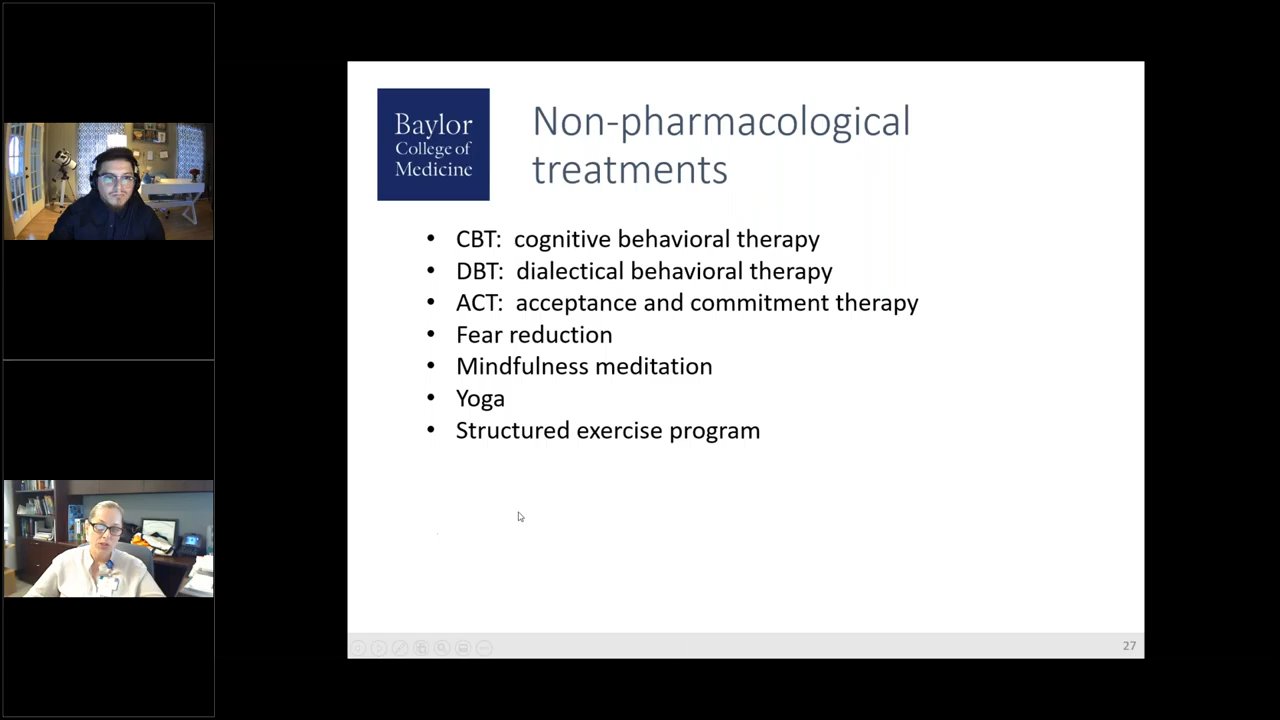 Baylor
College of
Medicine
Non-pharmacological
treatments
• CBT: cognitive behavioral therapy
• DBT: dialectical behavioral therapy
• ACT: acceptance and commitment therapy
• Fear reduction
• Mindfulness meditation
• Yoga
• Structured exercise program
27